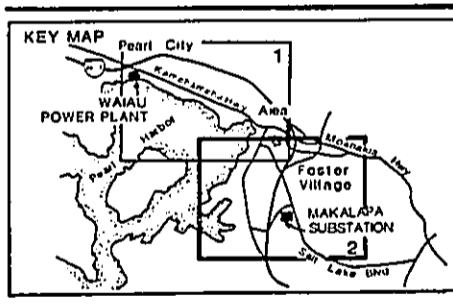 KEY MAP
Pearl City
1
Kamehameha Hwy
WAIAU
POWER PLANT
Aiea
Moanalua Hwy
Pearl Harbor
Foster
Village
MAKALAPA
SUBSTATION
2
Salt Lake Blvd